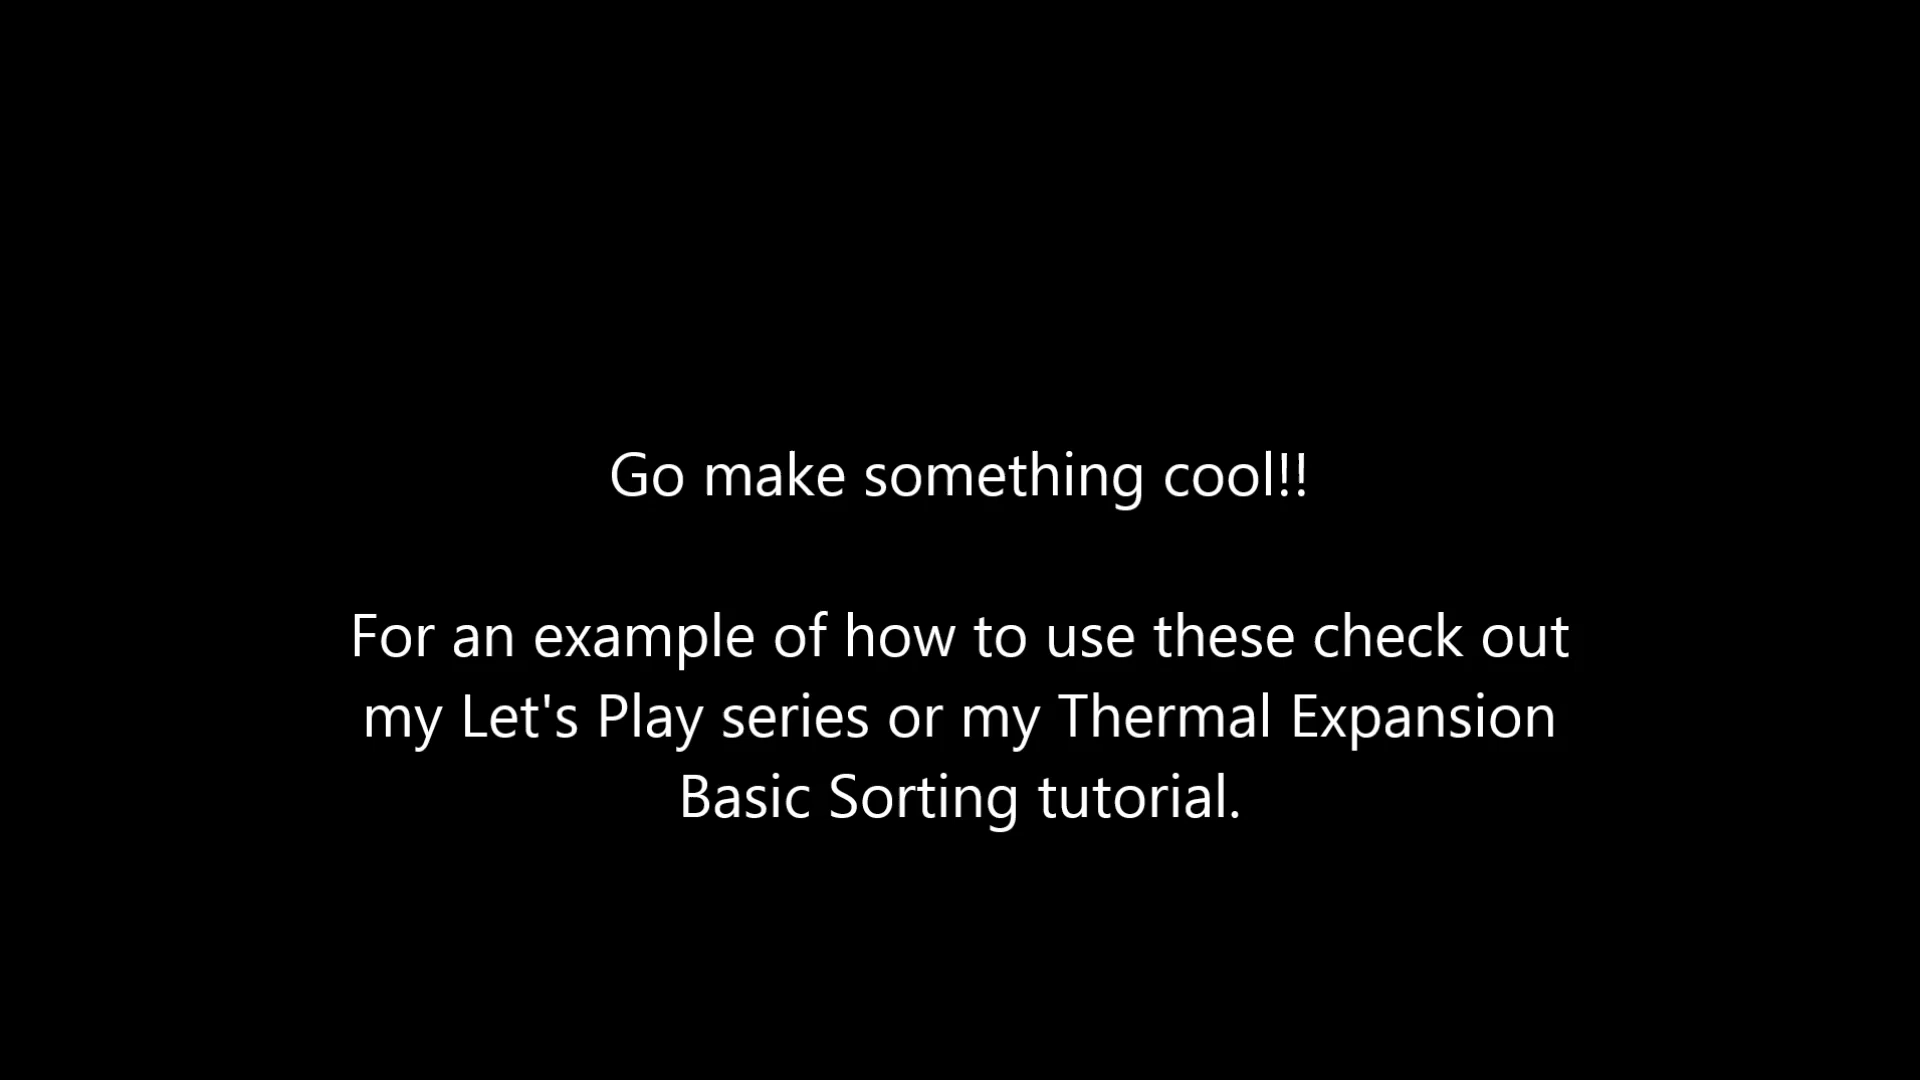 Go make something cool!!
For an example of how to use these check out
my Let's Play series or my Thermal Expansion
Basic Sorting tutorial.